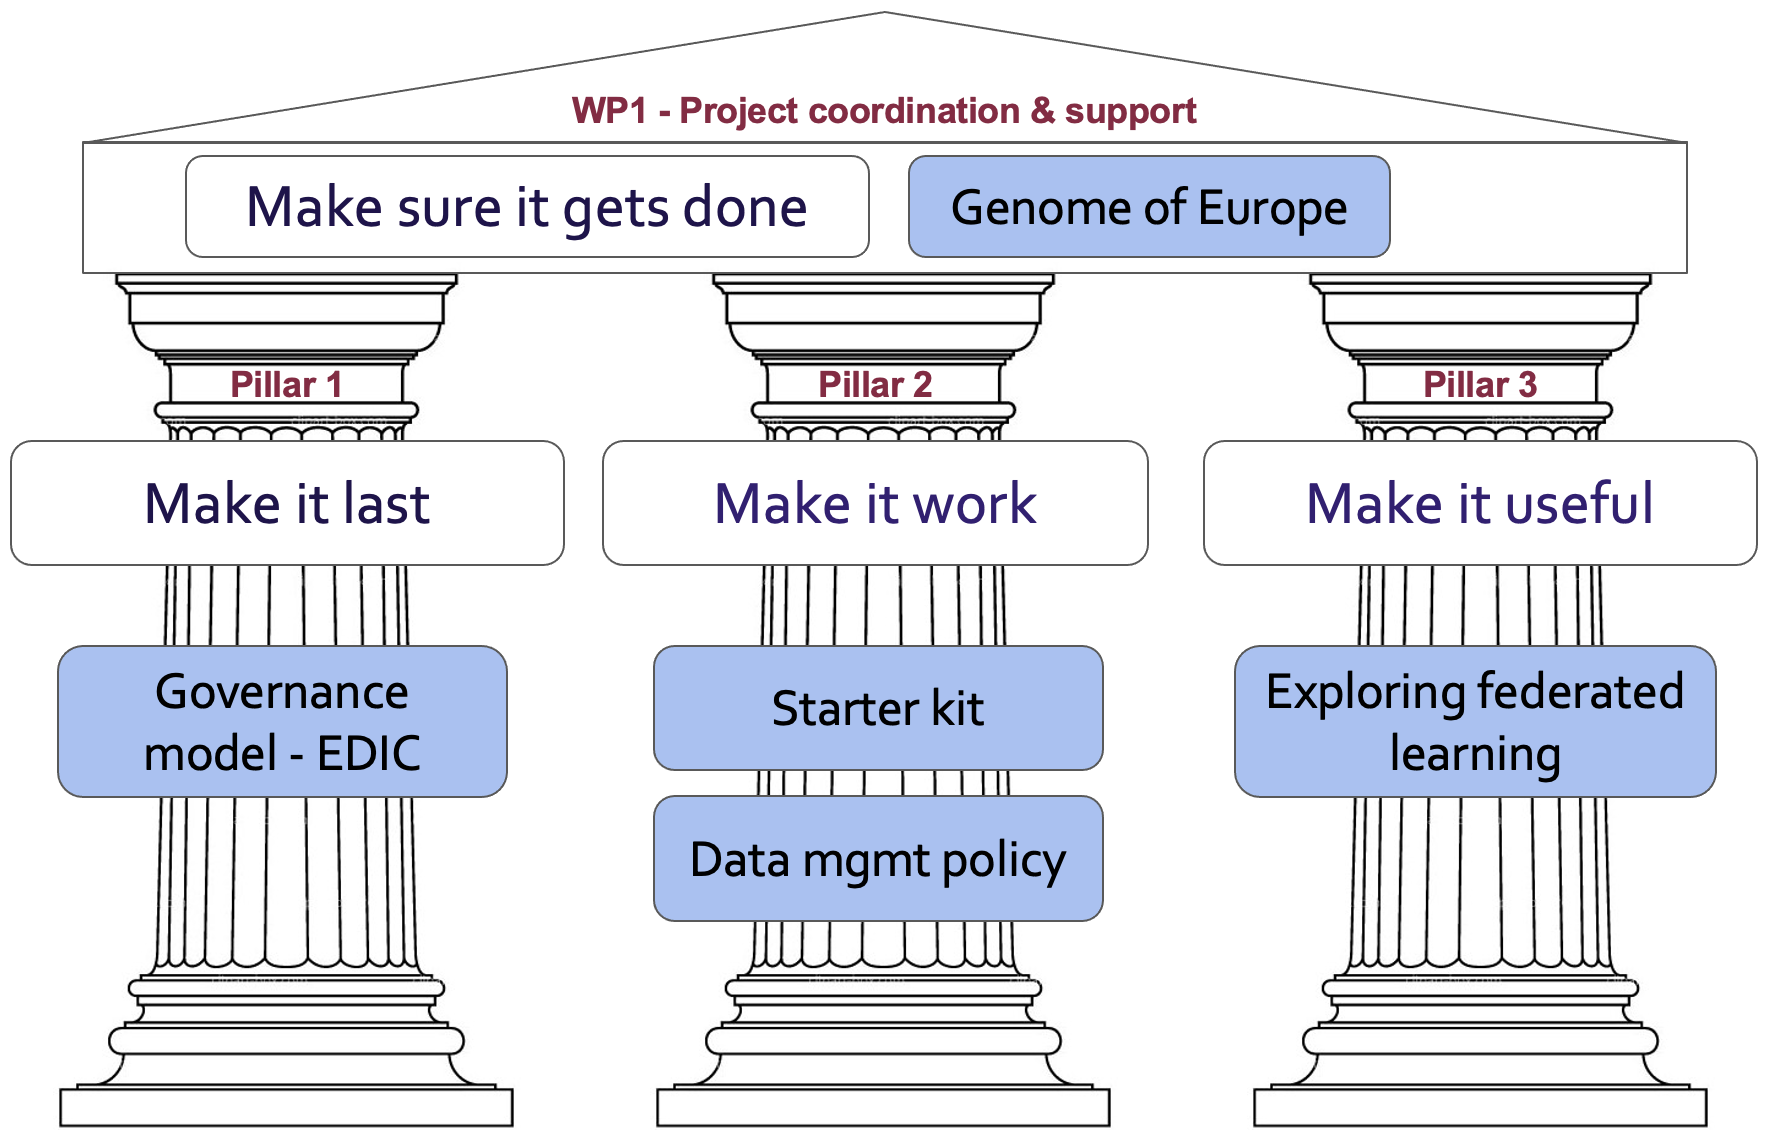 WP1 - Project coordination & support
Make sure it gets done
Genome of Europe
Pillar 1
Pillar 2
Pillar 3
Make it last
Make it work
Make it useful
Governance
model - EDIC
Starter kit
Exploring federated
learning
Data mgmt policy